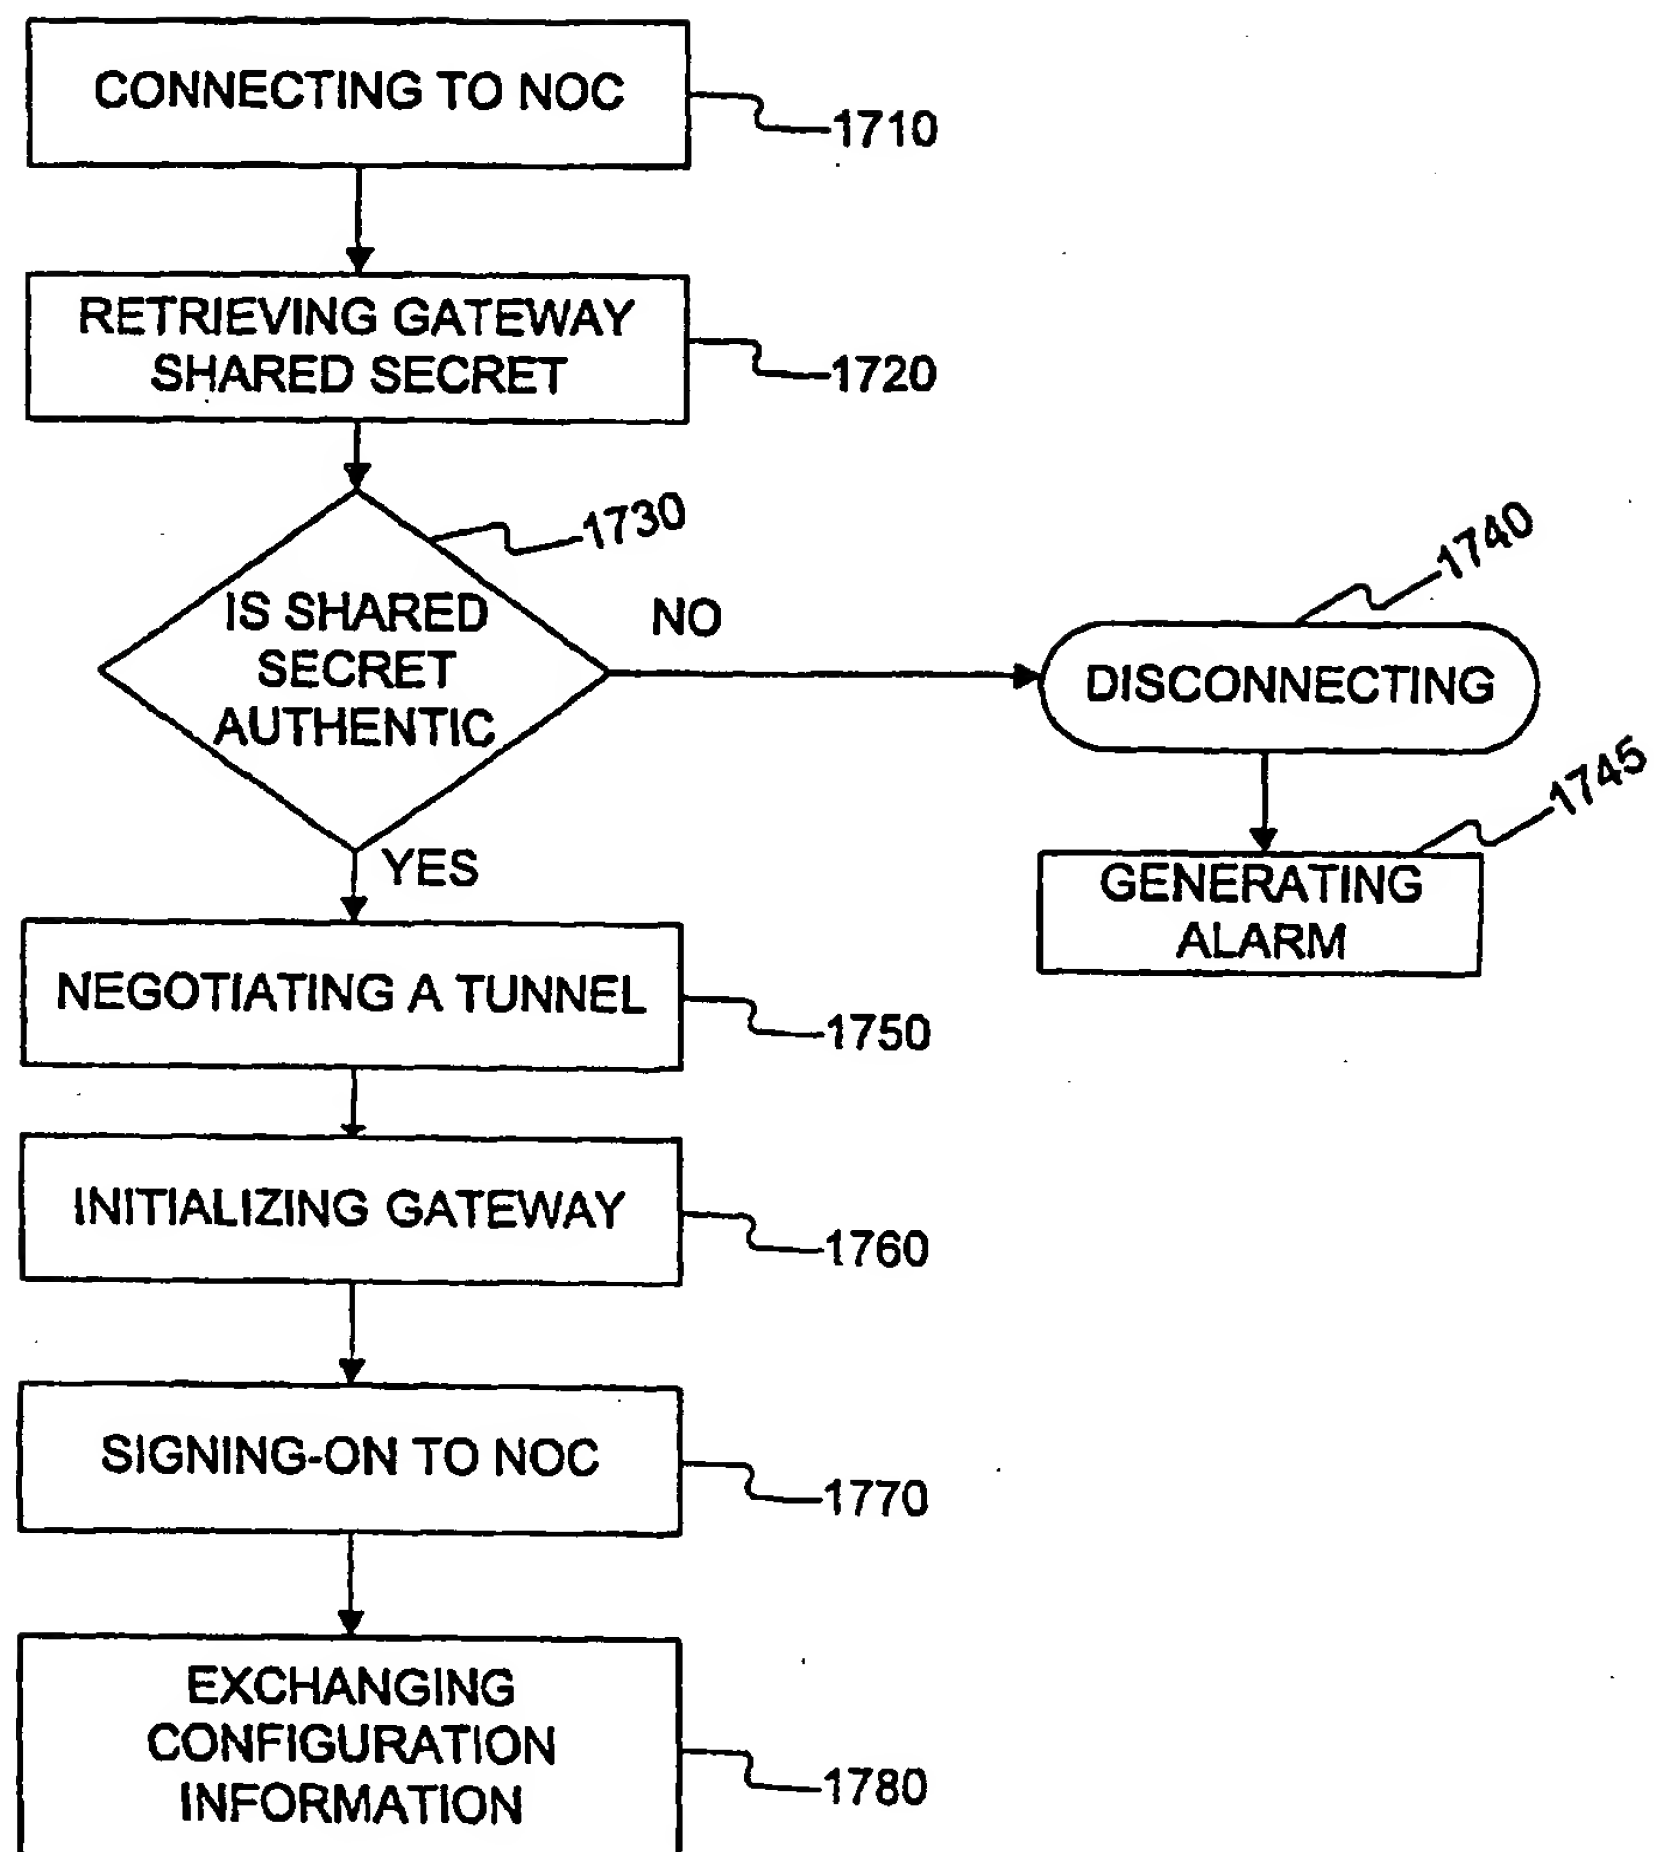 CONNECTING TO NOC
1710
RETRIEVING GATEWAY
SHARED SECRET
1720
1730
IS SHARED
SECRET
AUTHENTIC
NO
1740
DISCONNECTING
1745
GENERATING
ALARM
YES
NEGOTIATING A TUNNEL
1750
INITIALIZING GATEWAY
1760
SIGNING-ON TO NOC
1770
EXCHANGING
CONFIGURATION
INFORMATION
1780